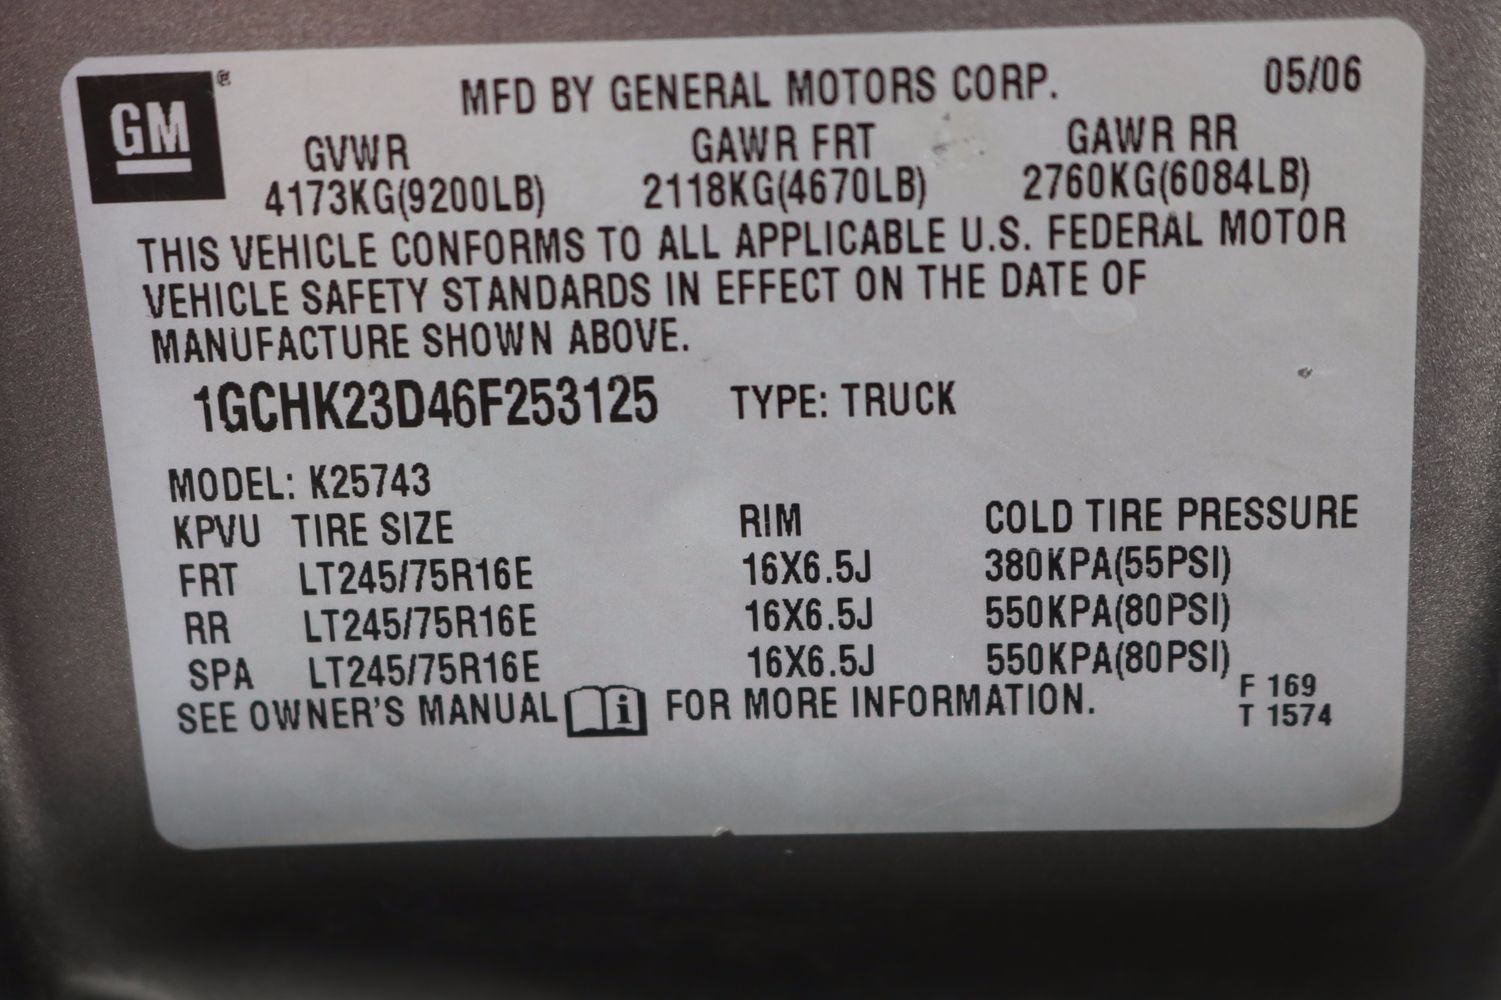 GM ® MFD BY GENERAL MOTORS CORP. 05/06
GVWR GAWR FRT GAWR RR
4173KG(9200LB) 2118KG(4670LB) 2760KG(6084LB)
THIS VEHICLE CONFORMS TO ALL APPLICABLE U.S. FEDERAL MOTOR
VEHICLE SAFETY STANDARDS IN EFFECT ON THE DATE OF
MANUFACTURE SHOWN ABOVE.
1GCHK23D46F253125 TYPE: TRUCK
MODEL: K25743
KPVU TIRE SIZE RIM COLD TIRE PRESSURE
FRT LT245/75R16E 16X6.5J 380KPA(55PSI)
RR LT245/75R16E 16X6.5J 550KPA(80PSI)
SPA LT245/75R16E 16X6.5J 550KPA(80PSI)
SEE OWNER'S MANUAL i FOR MORE INFORMATION.
F 169
T 1574